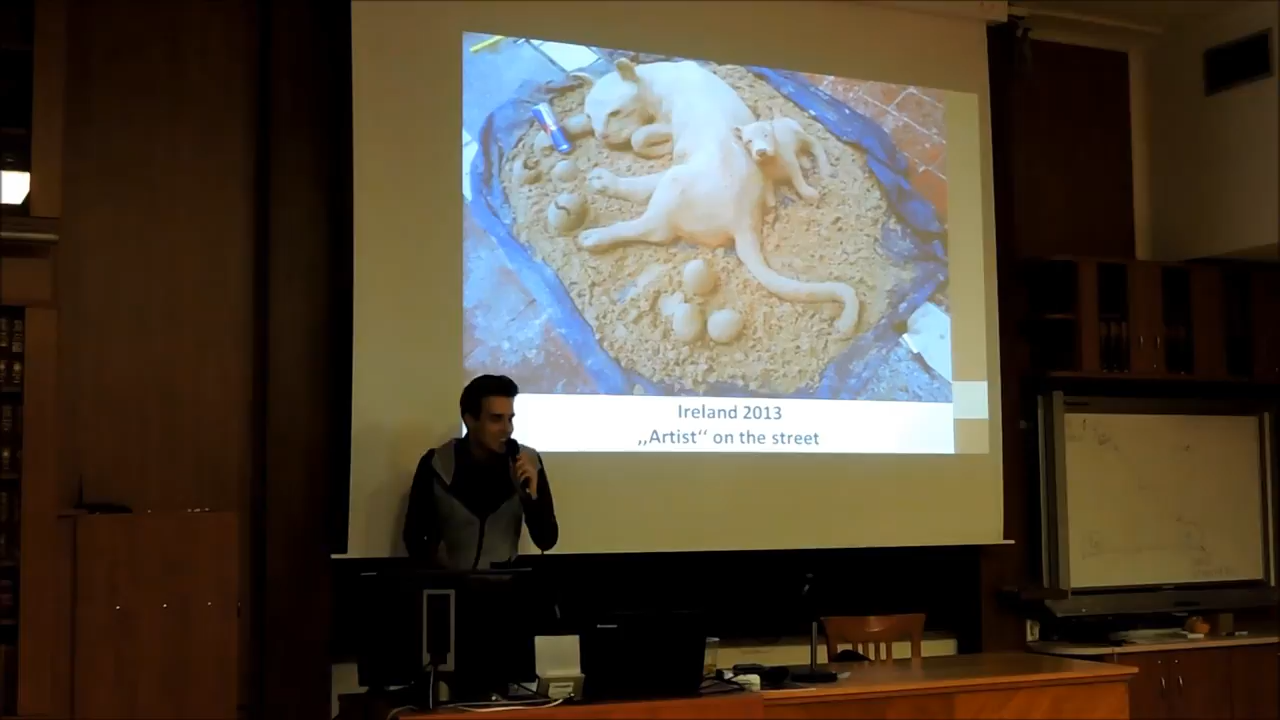 Ireland 2013
„Artist“ on the street